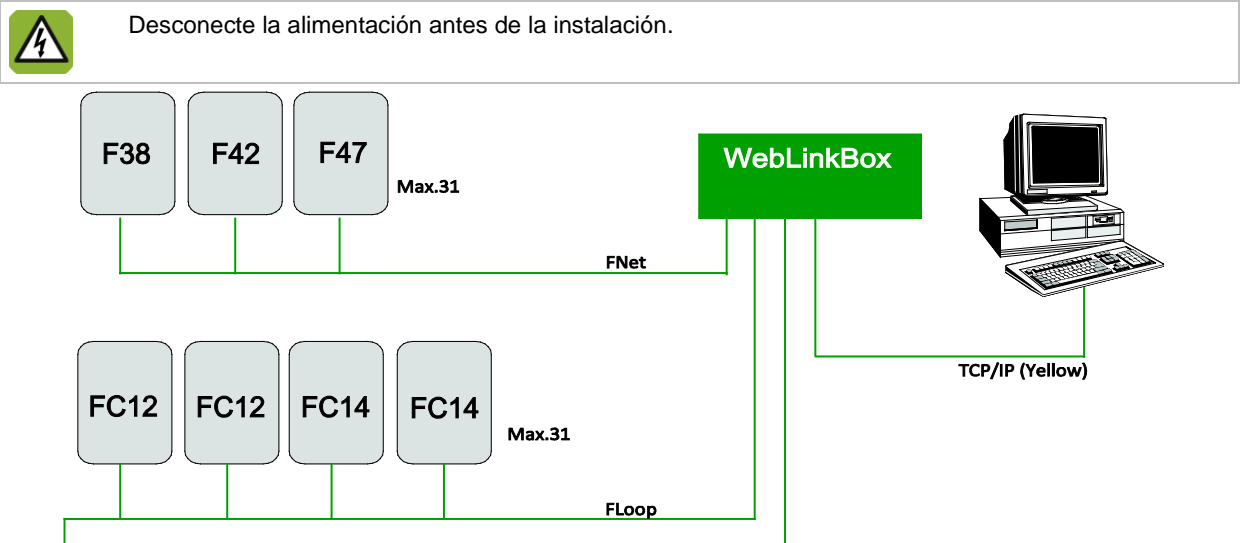 Desconecte la alimentación antes de la instalación.
F38
F42
F47
Max.31
WebLinkBox
FNet
TCP/IP (Yellow)
FC12
FC12
FC14
FC14
Max.31
FLoop